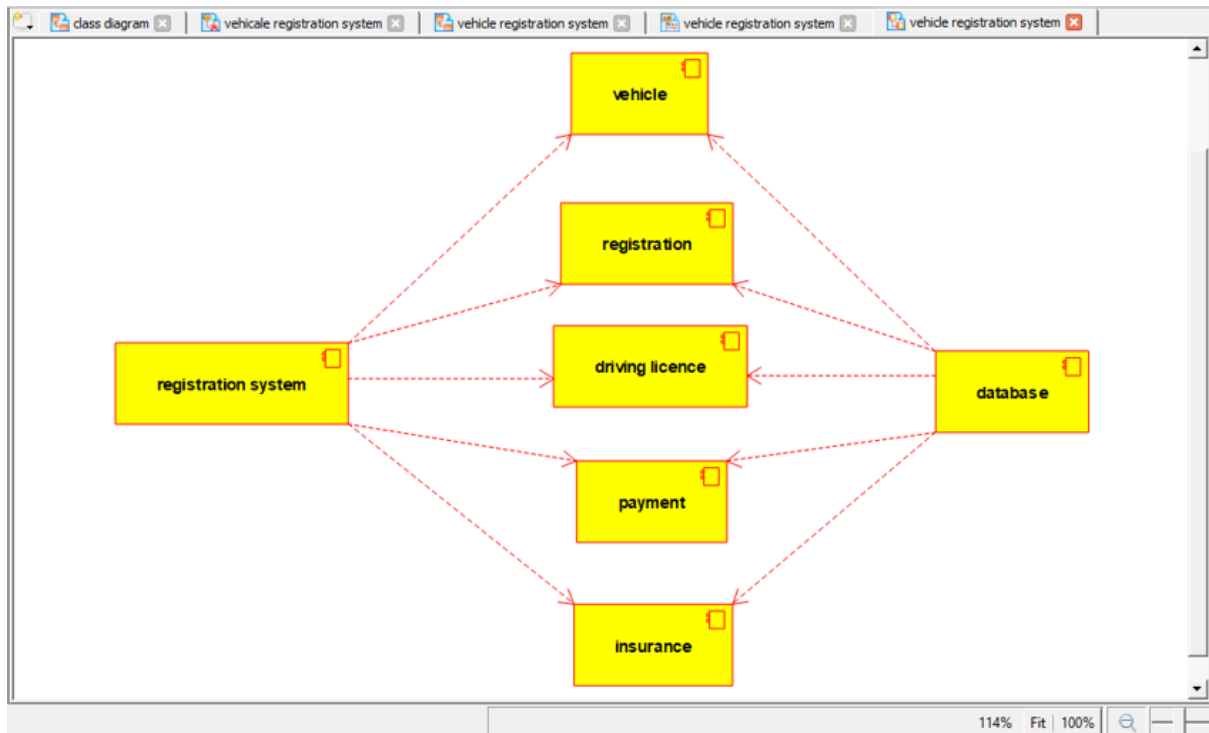 class diagram
vehicale registration system
vehicle registration system
vehicle registration system
vehicle registration system
vehicle
registration
driving licence
registration system
database
payment
insurance
114% Fit 100%